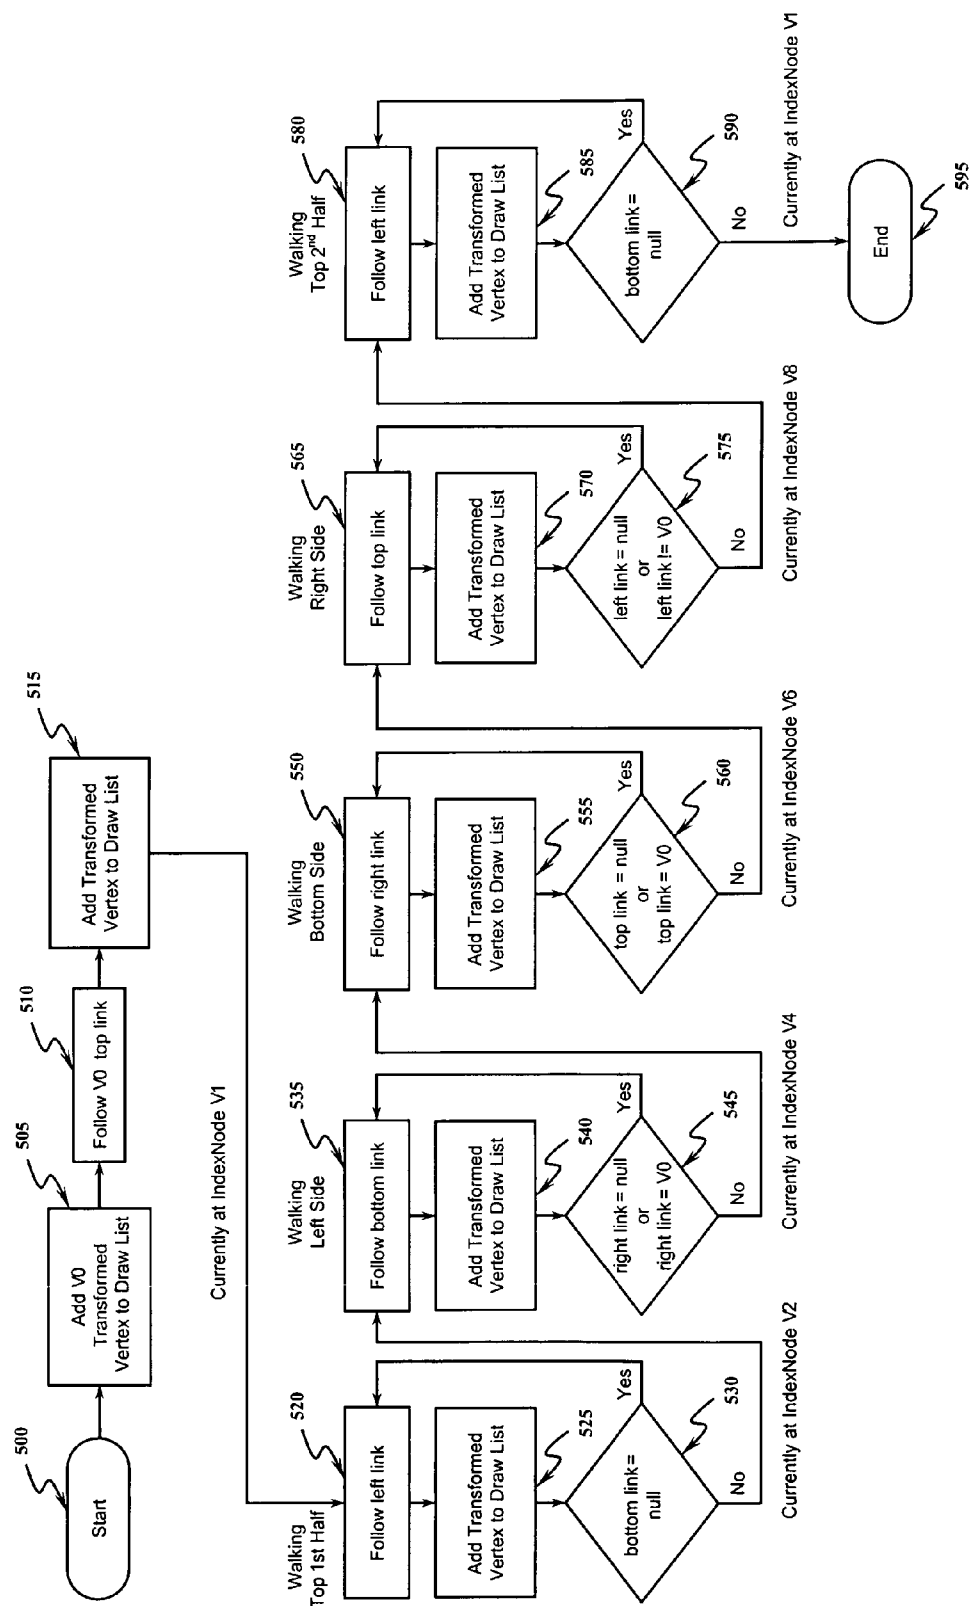 500
Start
505
Add V0
Transformed
Vertex to Draw List
510
Follow V0 top link
515
Add Transformed
Vertex to Draw List
Currently at IndexNode V1
Walking
Top 1st Half
520
Follow left link
Add Transformed
Vertex to Draw List
525
bottom link =
null
Yes
530
No
Currently at IndexNode V2
Walking
Left Side
535
Follow bottom link
Add Transformed
Vertex to Draw List
540
right link = null
or
right link = V0
Yes
545
No
Currently at IndexNode V4
Walking
Bottom Side
550
Follow right link
Add Transformed
Vertex to Draw List
555
top link = null
or
top link = V0
Yes
560
No
Currently at IndexNode V6
Walking
Right Side
565
Follow top link
Add Transformed
Vertex to Draw List
570
left link = null
or
left link != V0
Yes
575
No
Currently at IndexNode V8
Walking
Top 2nd Half
580
Follow left link
Add Transformed
Vertex to Draw List
585
bottom link =
null
Yes
590
No
Currently at IndexNode V1
End
595